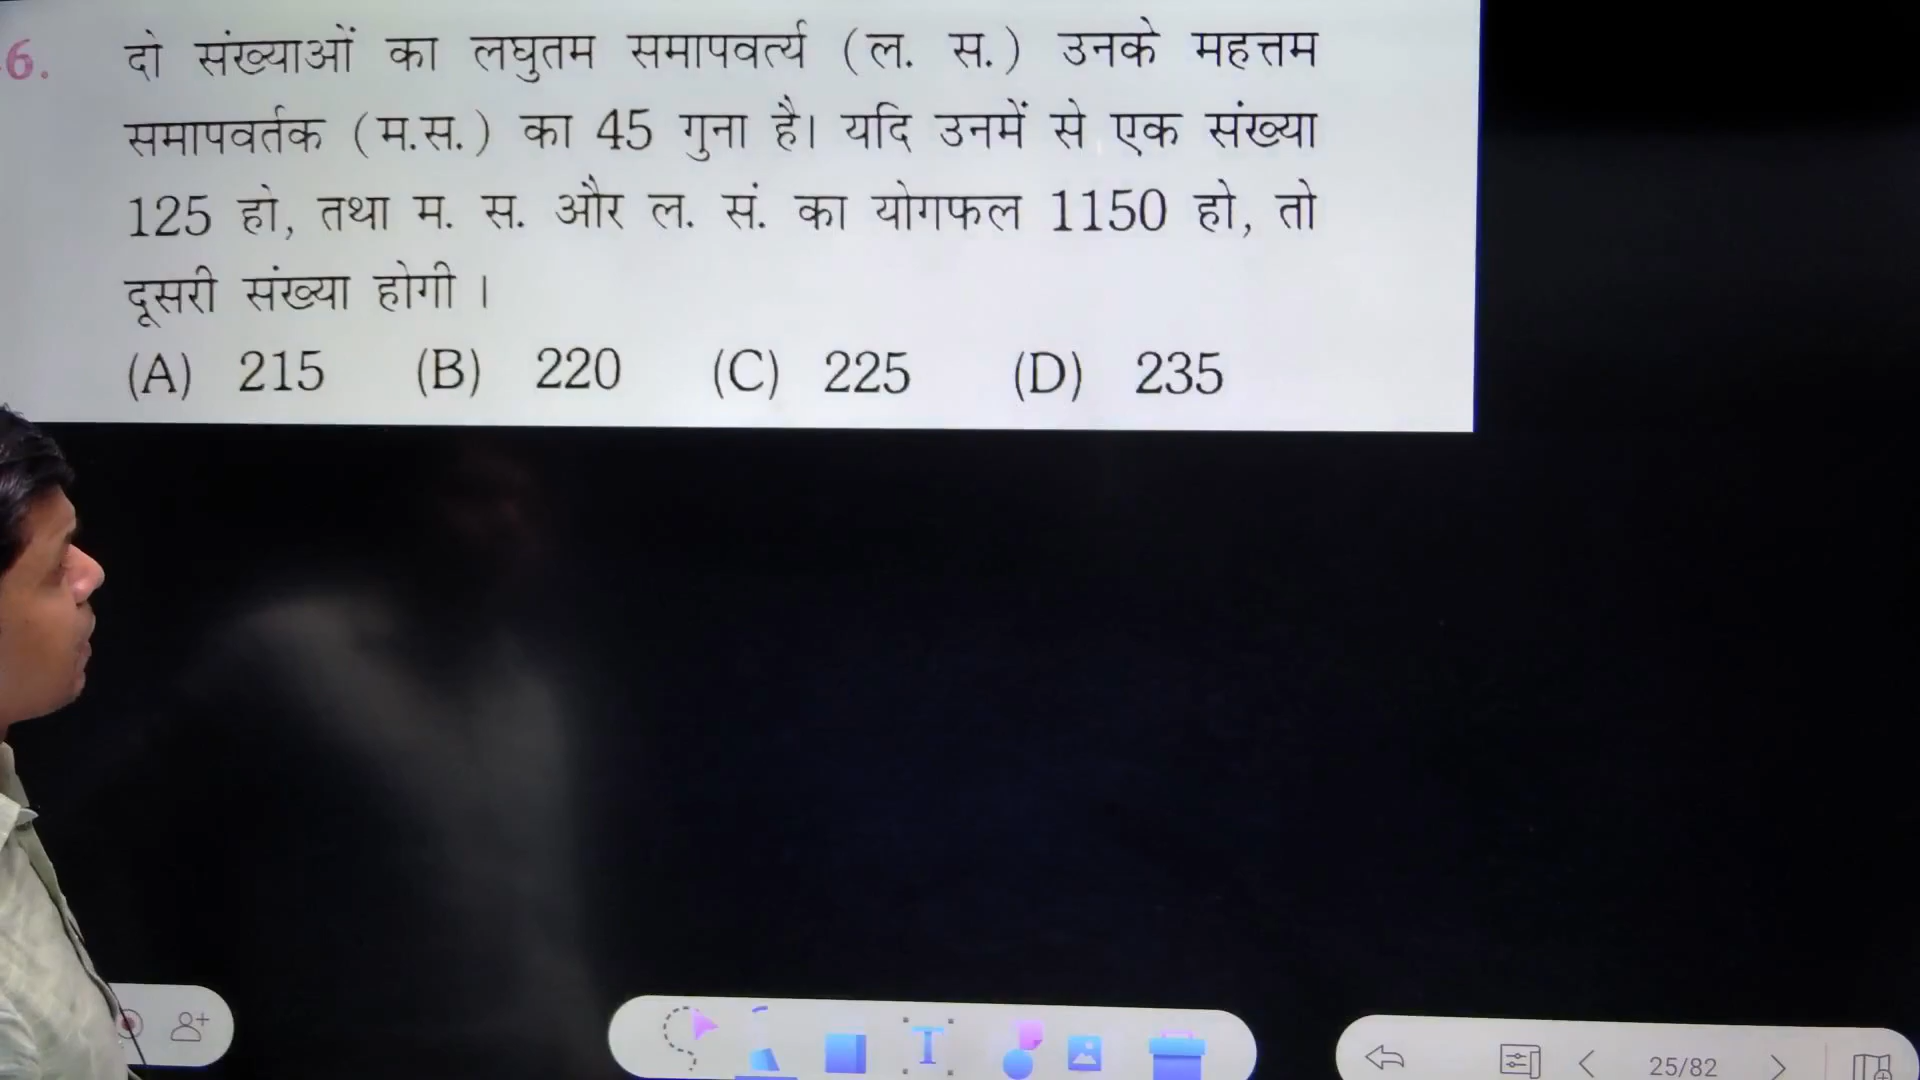 6. दो संख्याओं का लघुतम समापवर्त्य (ल. स.) उनके महत्तम
समापवर्तक (म.स.) का 45 गुना है। यदि उनमें से एक संख्या
125 हो, तथा म. स. और ल. सं. का योगफल 1150 हो, तो
दूसरी संख्या होगी ।
(A) 215 (B) 220 (C) 225 (D) 235
25/82